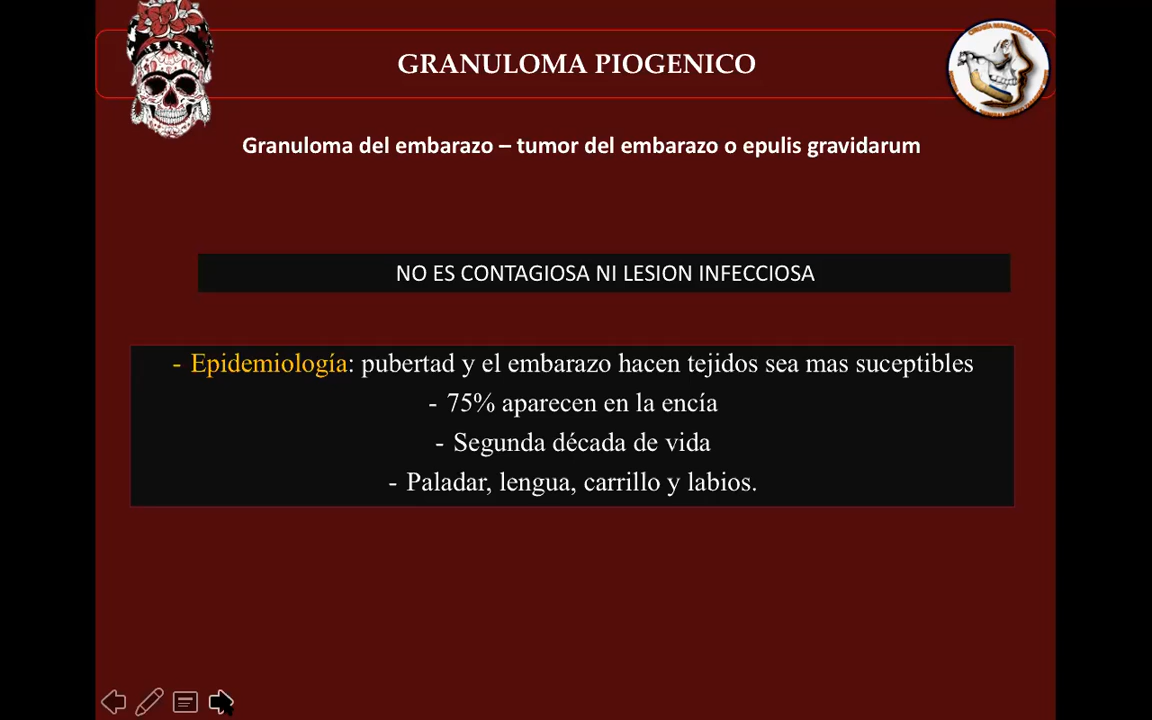 GRANULOMA PIOGENICO
CIRUGÍA MAXILOFACIAL
Granuloma del embarazo – tumor del embarazo o epulis gravidarum
NO ES CONTAGIOSA NI LESION INFECCIOSA
- Epidemiología: pubertad y el embarazo hacen tejidos sea mas suceptibles
- 75% aparecen en la encía
- Segunda década de vida
- Paladar, lengua, carrillo y labios.